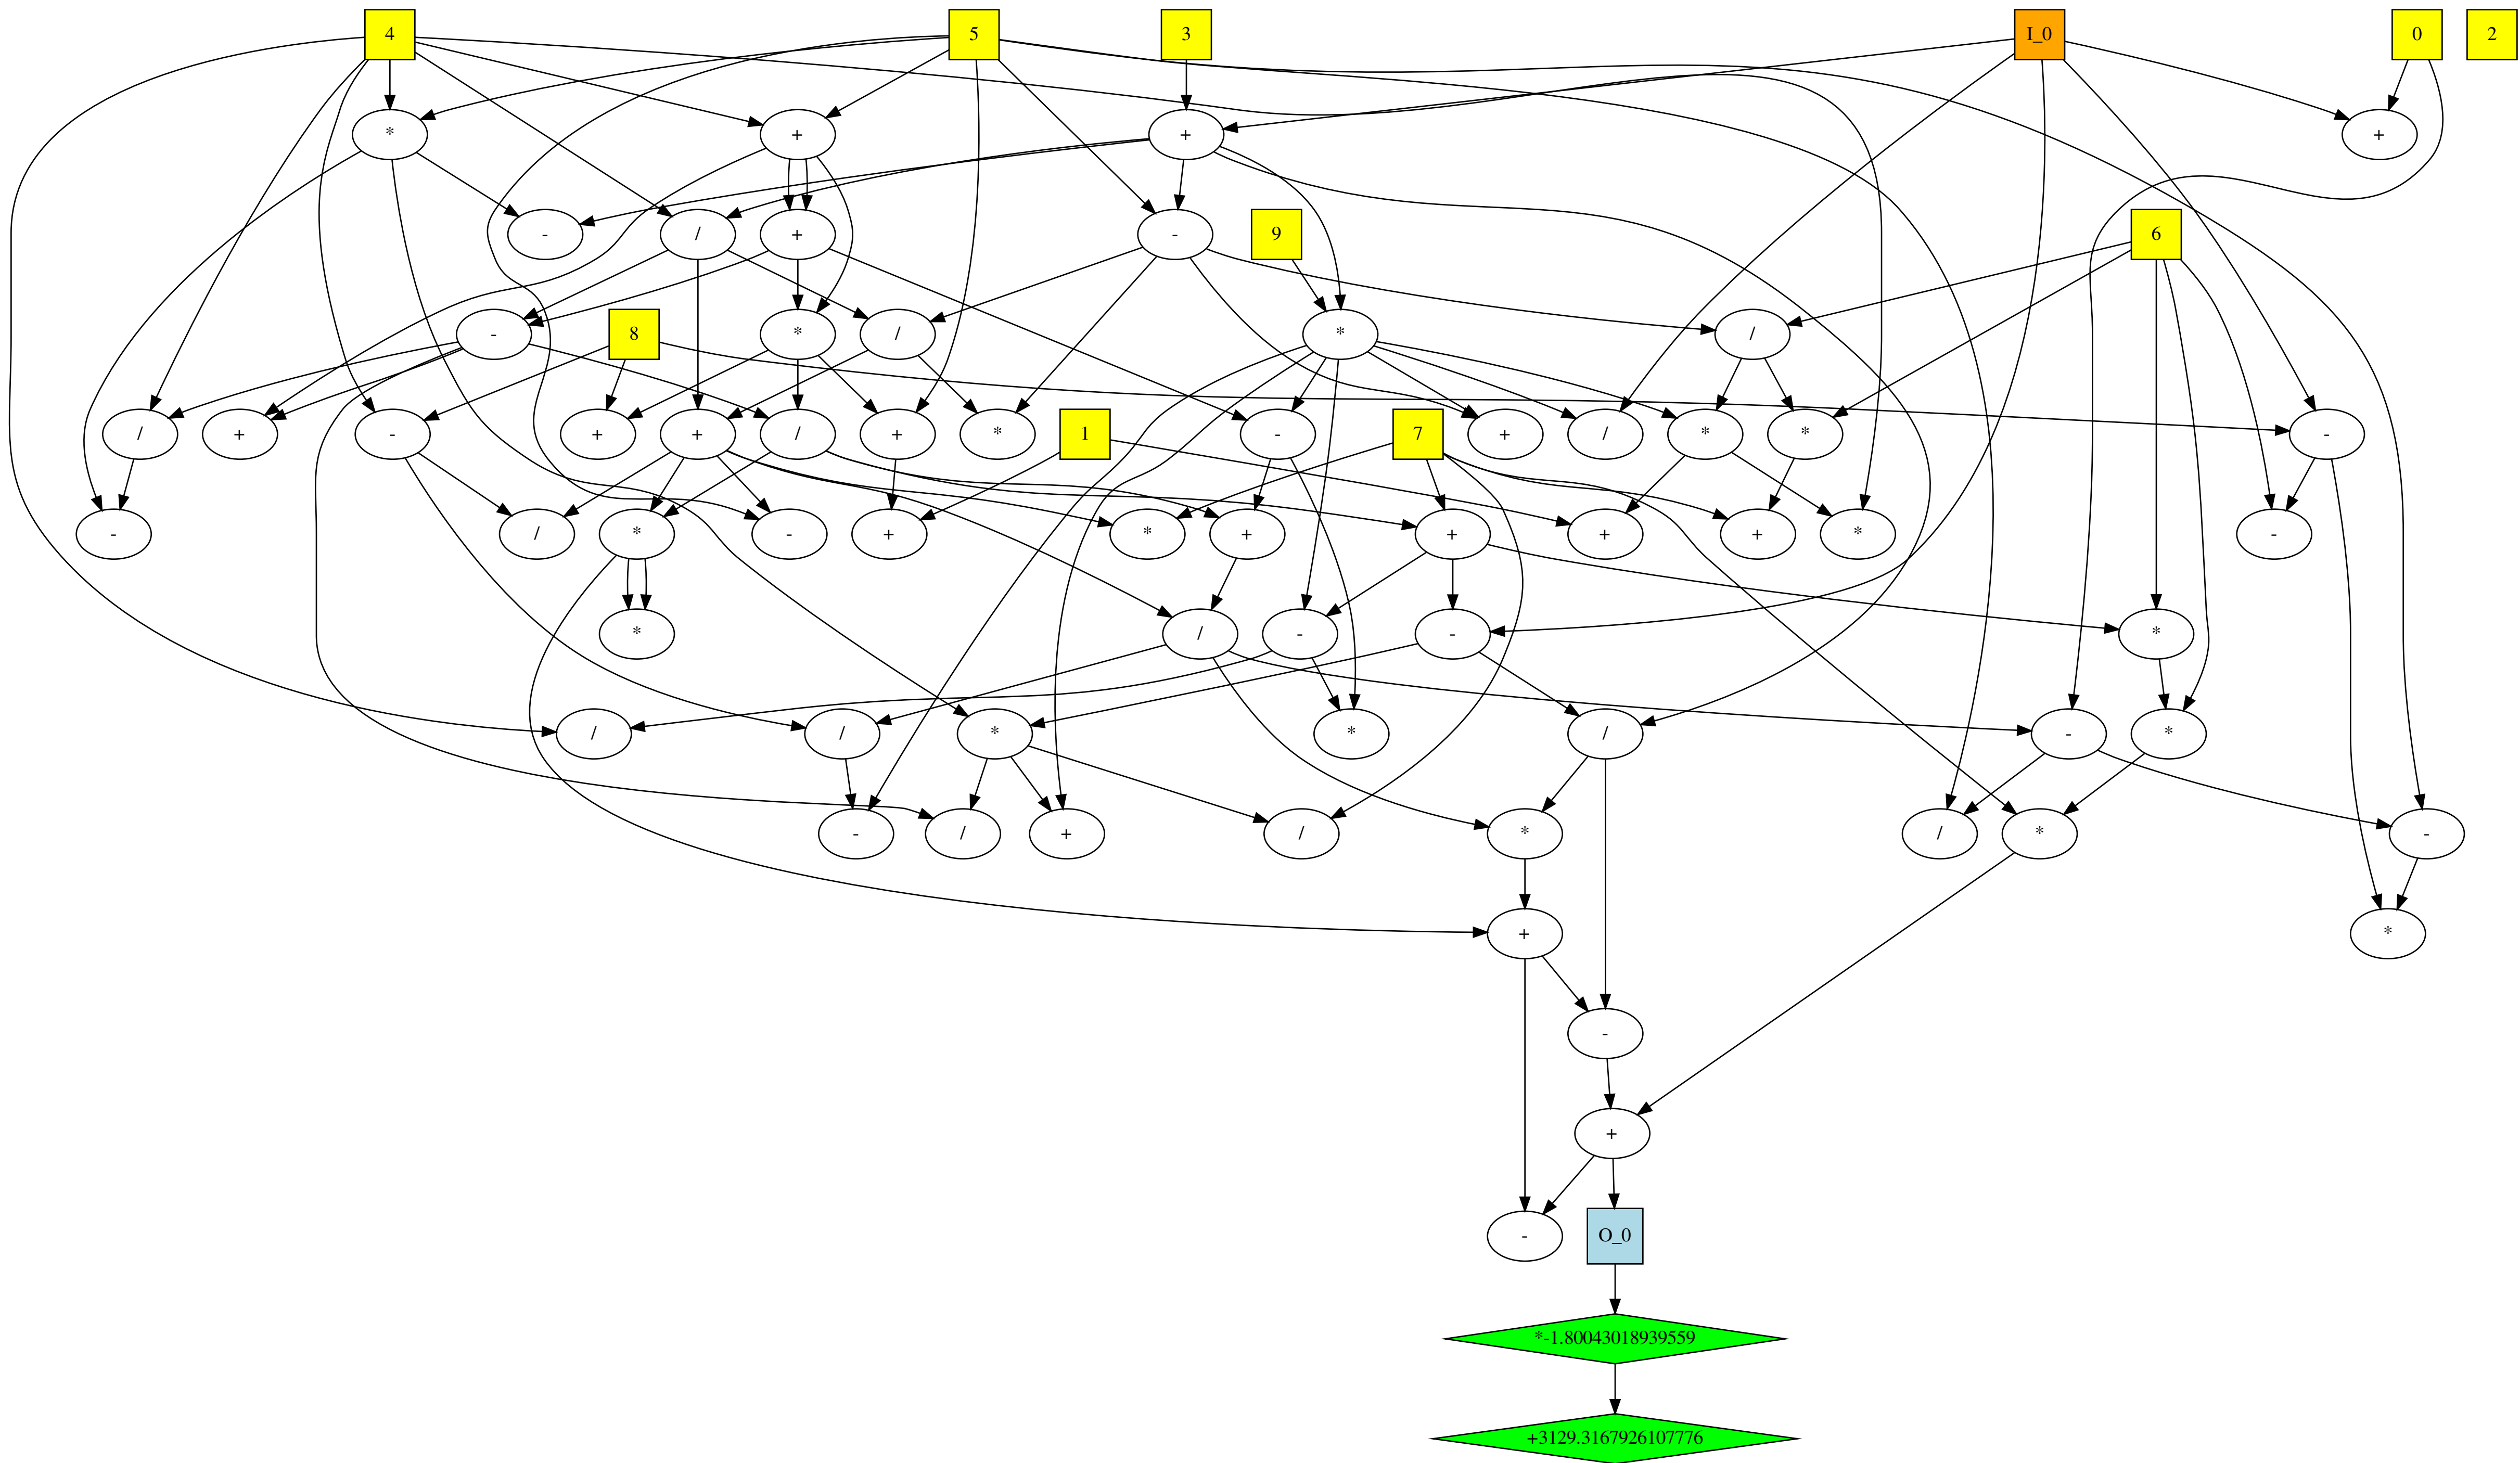 4 5 3 I_0 0 2
* + + +
- / + - 9 6
- 8 * / * /
/ + - + + / + * - 1 7 + / * * -
- / * - + * + + + + * -
* / - - *
/ / * * / - *
- / + / * / * -
+ *
-
+
- O_0
*-1.80043018939559
+3129.3167926107776